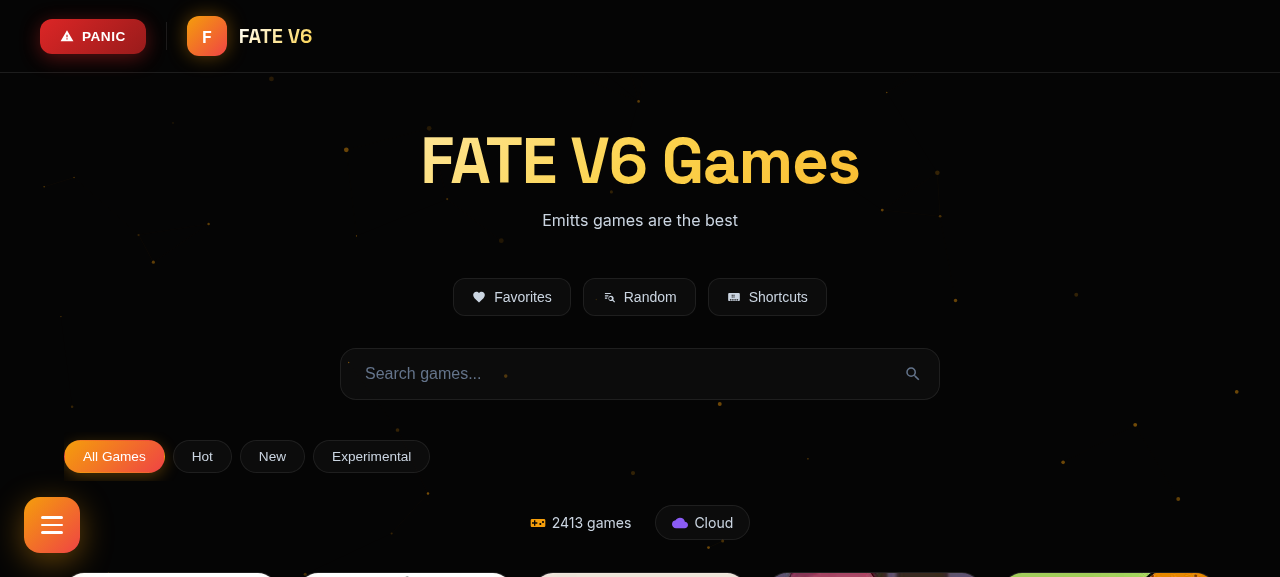 PANIC
F
FATE V6
FATE V6 Games
Emitts games are the best
Favorites
Random
Shortcuts
Search games...
All Games
Hot
New
Experimental
2413 games
Cloud